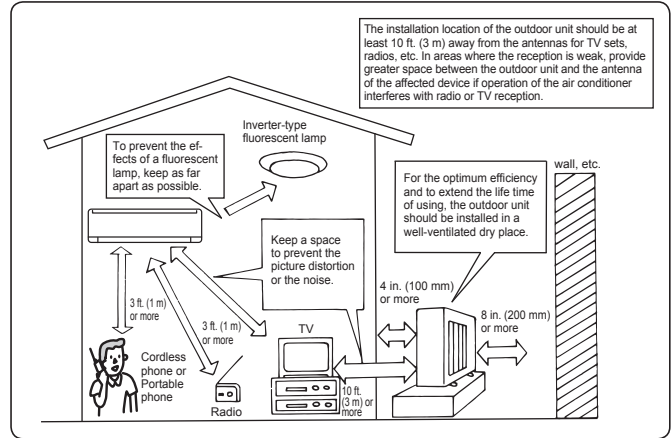 The installation location of the outdoor unit should be at
least 10 ft. (3 m) away from the antennas for TV sets,
radios, etc. In areas where the reception is weak, provide
greater space between the outdoor unit and the antenna
of the affected device if operation of the air conditioner
interferes with radio or TV reception.
Inverter-type
fluorescent lamp
To prevent the ef-
fects of a fluorescent
lamp, keep as far
apart as possible.
wall, etc.
For the optimum efficiency
and to extend the life time
of using, the outdoor unit
should be installed in a
well-ventilated dry place.
Keep a space
to prevent the
picture distortion
or the noise.
4 in. (100 mm)
or more
8 in. (200 mm)
or more
3 ft. (1 m)
or more
3 ft. (1 m)
or more
TV
Cordless
phone or
Portable
phone
Radio
10 ft.
(3 m) or
more